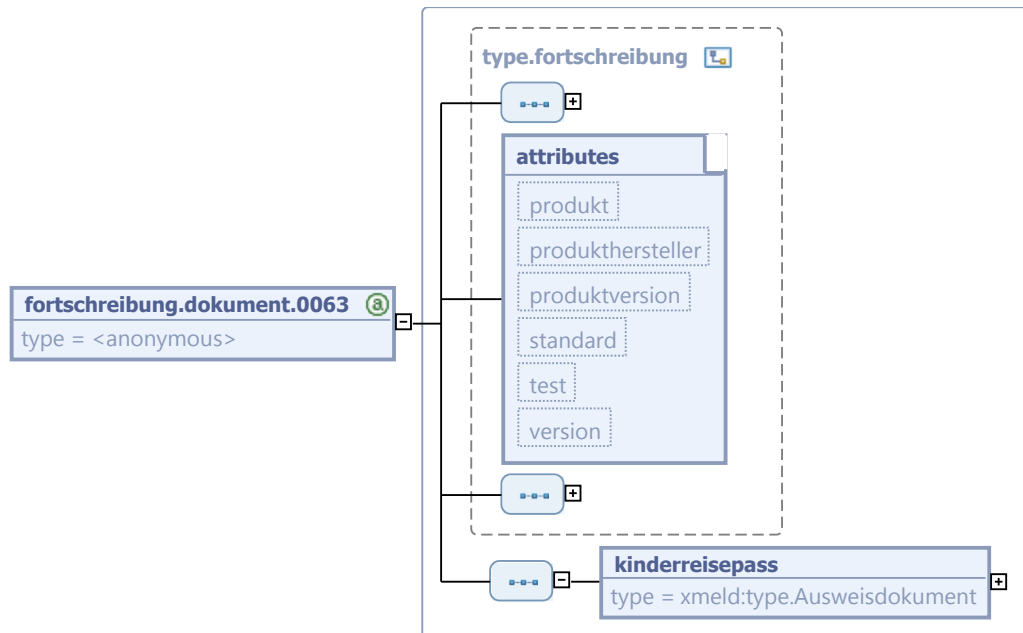 type.fortschreibung
attributes
produkt
produkthersteller
produktversion
standard
test
version
fortschreibung.dokument.0063
type = <anonymous>
kinderreisepass
type = xmeld:type.Ausweisdokument